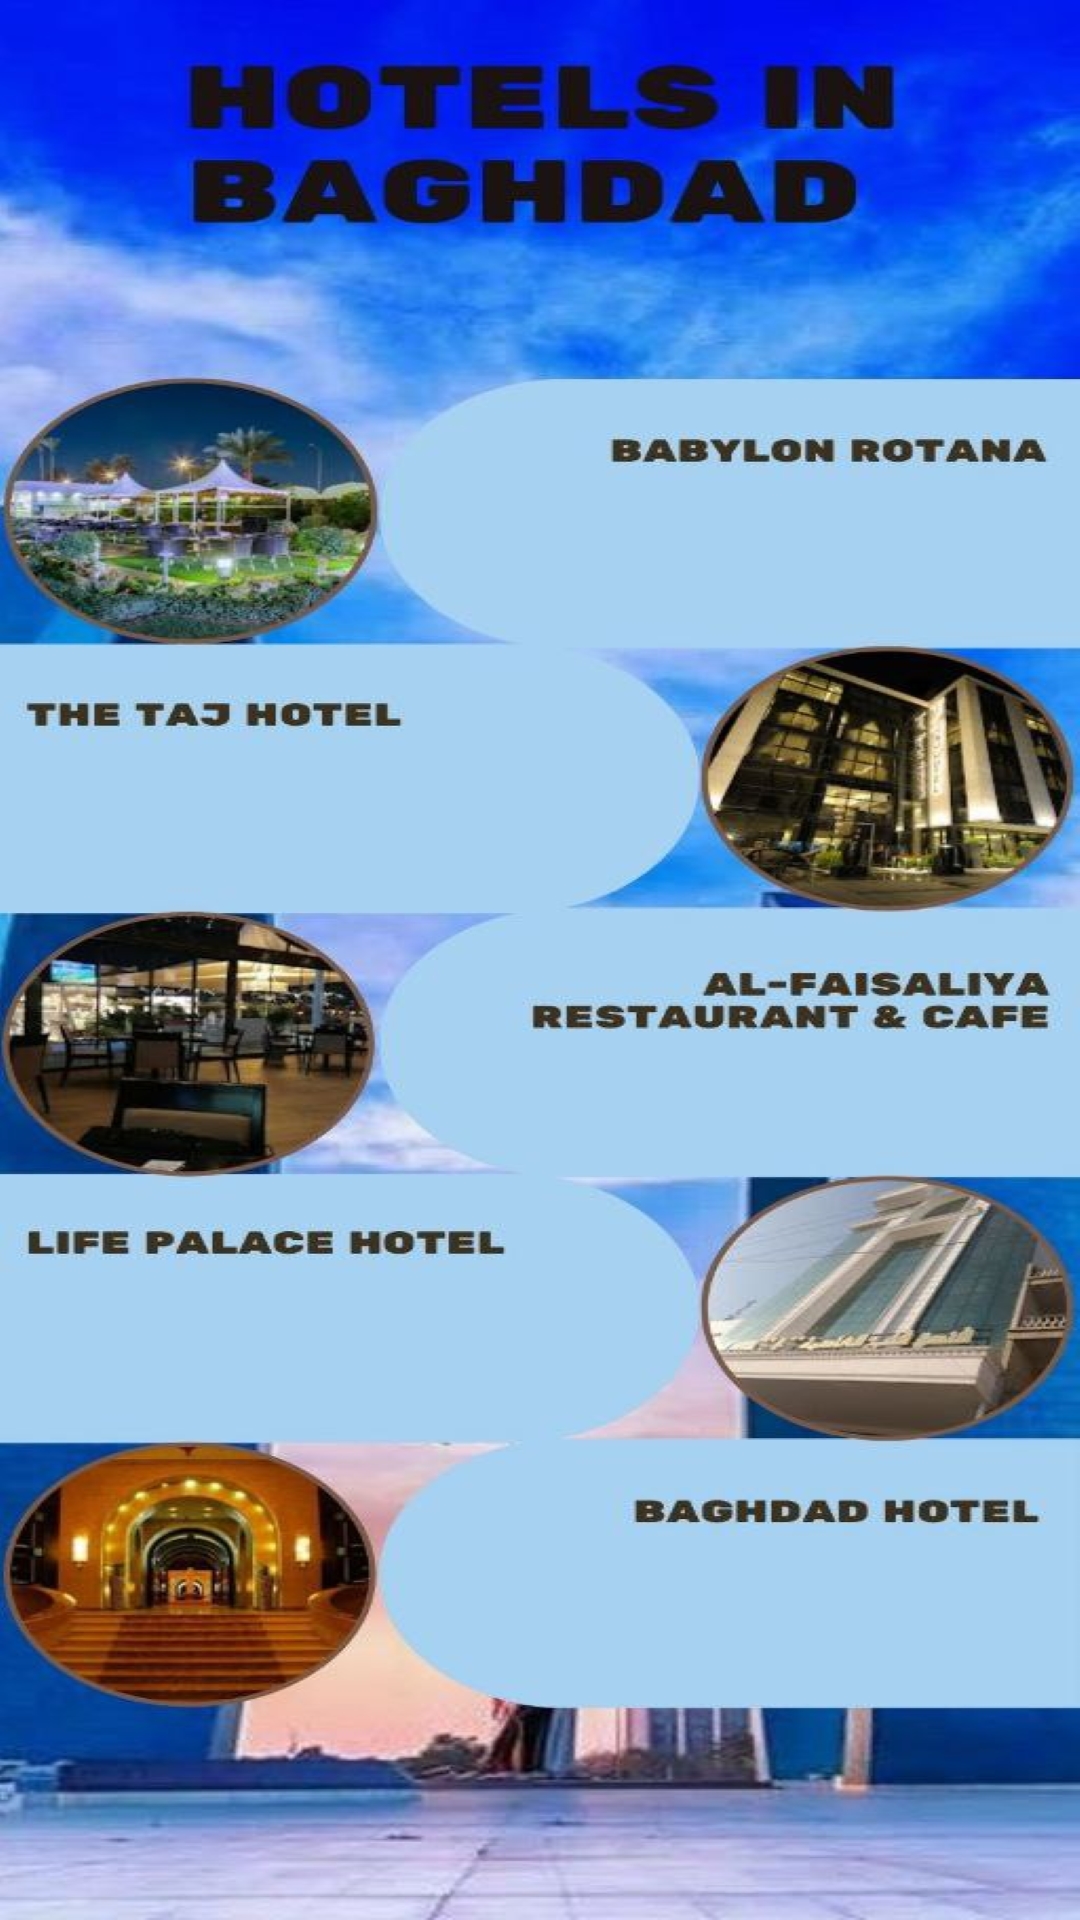 HOTELS IN
BAGHDAD
BABYLON ROTANA
THE TAJ HOTEL
AL-FAISALIYA
RESTAURANT & CAFE
LIFE PALACE HOTEL
BAGHDAD HOTEL